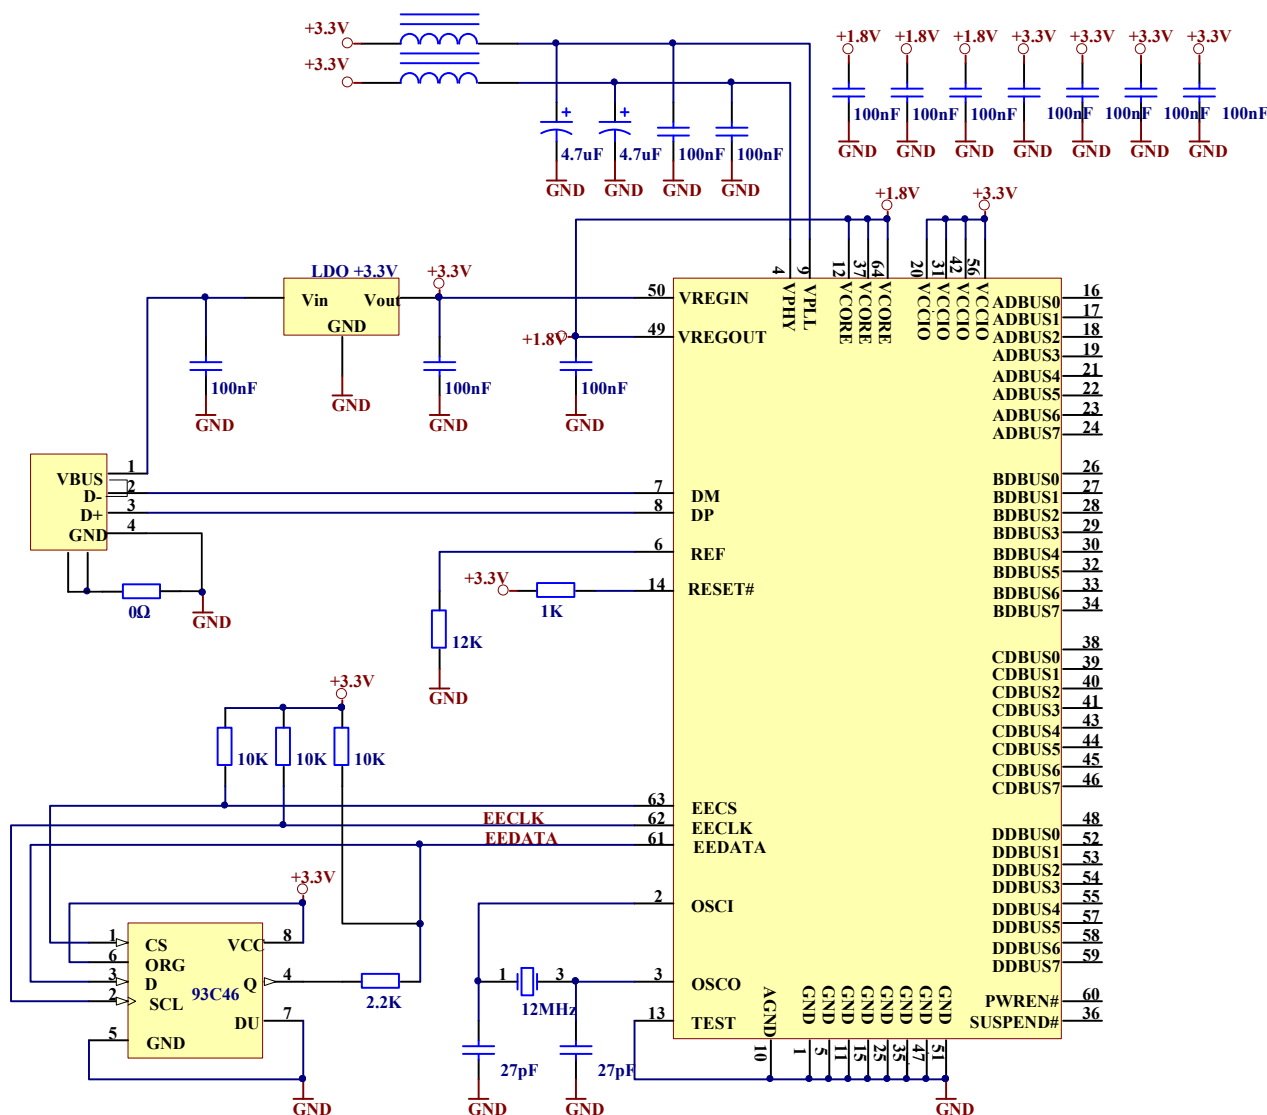 +3.3V
+3.3V
4.7uF 4.7uF 100nF 100nF
GND GND GND GND
+1.8V +1.8V +1.8V +3.3V +3.3V +3.3V +3.3V
100nF 100nF 100nF 100nF 100nF 100nF 100nF
GND GND GND GND GND GND GND
+1.8V +3.3V
4 9 12 37 64 20 31 42 56
VPHY VPLL VCORE VCORE VCORE VCCIO VCCIO VCCIO VCCIO
LDO +3.3V
Vin Vout
GND
+3.3V
100nF
GND
GND
100nF
GND
+1.8V
100nF
GND
50 VREGIN
49 VREGOUT
VBUS 1
D- 2
D+ 3
GND 4
0Ω
GND
7 DM
8 DP
6 REF
14 RESET#
+3.3V
1K
12K
GND
+3.3V
10K 10K 10K
63 EECS
EECLK 62 EECLK
EEDATA 61 EEDATA
2 OSCI
3 OSCO
13 TEST
+3.3V
1 CS VCC 8
6 ORG
3 D Q 4
2 SCL
93C46
DU 7
5 GND
2.2K
GND
1 3
12MHz
27pF 27pF
GND GND
AGND GND GND GND GND GND GND GND GND
10 1 5 11 15 25 35 47 51
GND
ADBUS0 16
ADBUS1 17
ADBUS2 18
ADBUS3 19
ADBUS4 21
ADBUS5 22
ADBUS6 23
ADBUS7 24
BDBUS0 26
BDBUS1 27
BDBUS2 28
BDBUS3 29
BDBUS4 30
BDBUS5 32
BDBUS6 33
BDBUS7 34
CDBUS0 38
CDBUS1 39
CDBUS2 40
CDBUS3 41
CDBUS4 43
CDBUS5 44
CDBUS6 45
CDBUS7 46
DDBUS0 48
DDBUS1 52
DDBUS2 53
DDBUS3 54
DDBUS4 55
DDBUS5 57
DDBUS6 58
DDBUS7 59
PWREN# 60
SUSPEND# 36